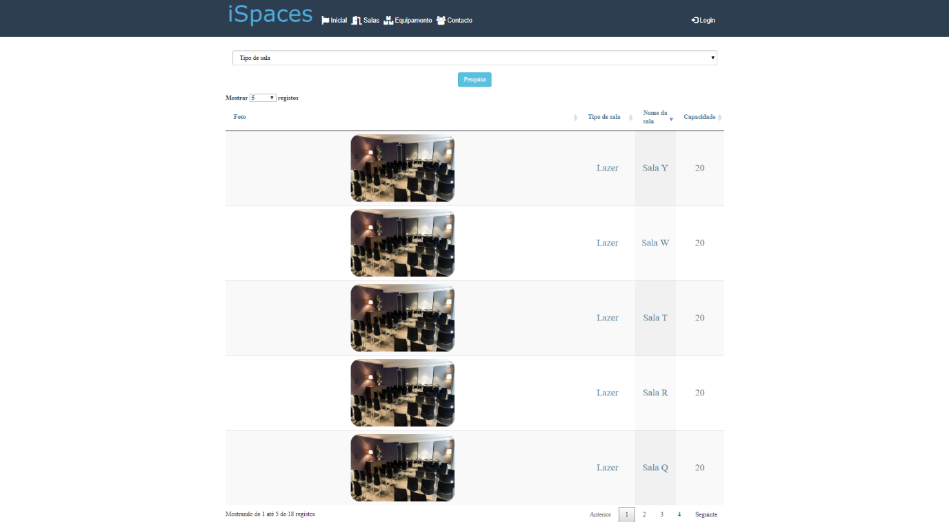 iSpaces Inicial Salas Equipamento Contacto Login
Tipo de sala
Pesquisa
Mostrar 5 registos
Foto Tipo de sala Nome da sala Capacidade
Lazer Sala Y 20
Lazer Sala W 20
Lazer Sala T 20
Lazer Sala R 20
Lazer Sala Q 20
Mostrando de 1 até 5 de 18 registos Anterior 1 2 3 4 Seguinte